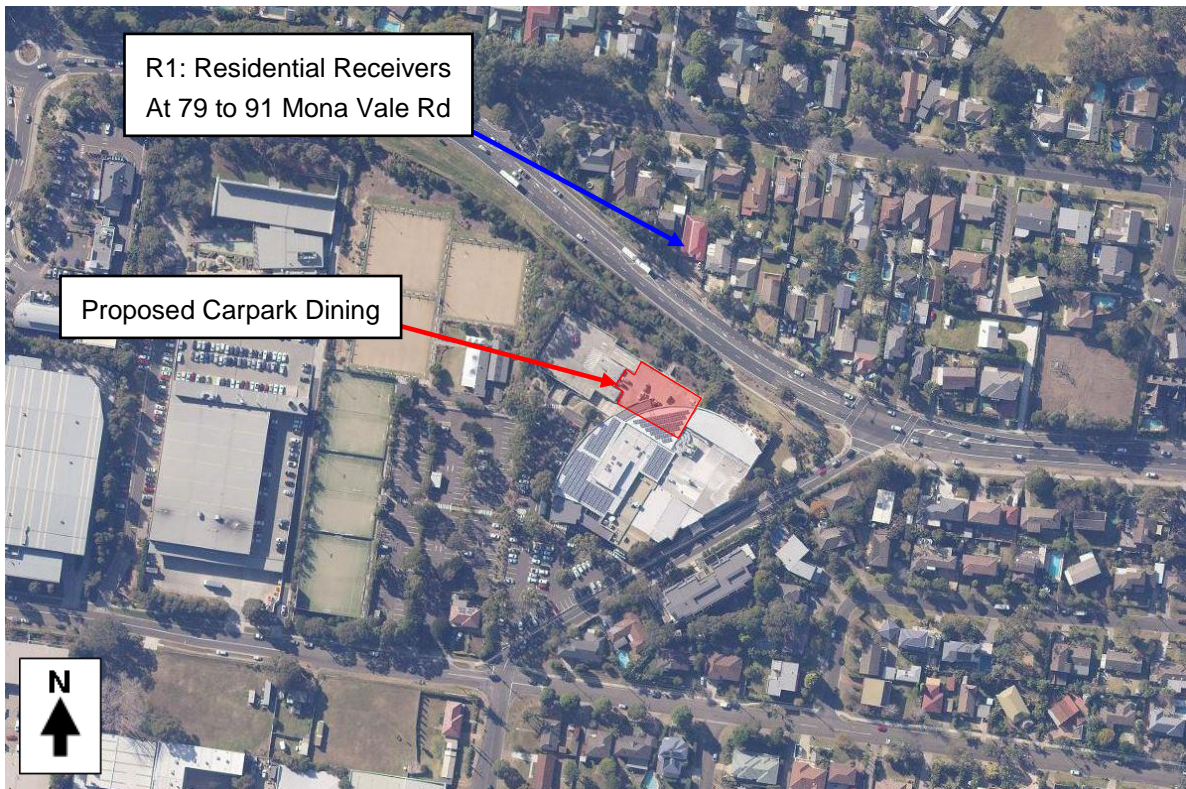 R1: Residential Receivers
At 79 to 91 Mona Vale Rd
Proposed Carpark Dining
N